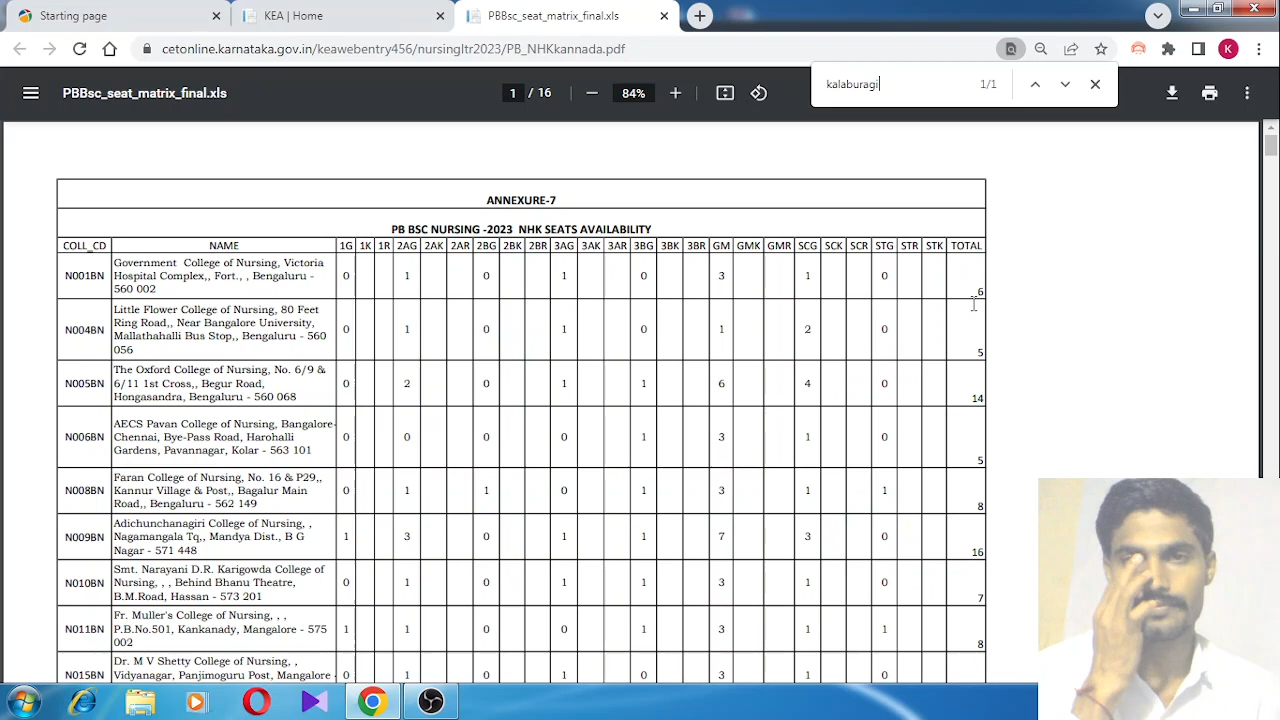 Starting page
KEA | Home
PBBsc_seat_matrix_final.xls
cetonline.karnataka.gov.in/keawebentry456/nursingltr2023/PB_NHKkannada.pdf
K
kalaburagi 1/1
PBBsc_seat_matrix_final.xls 1 / 16 84%
ANNEXURE-7
PB BSC NURSING -2023 NHK SEATS AVAILABILITY
COLL_CD NAME 1G 1K 1R 2AG 2AK 2AR 2BG 2BK 2BR 3AG 3AK 3AR 3BG 3BK 3BR GM GMK GMR SCG SCK SCR STG STR STK TOTAL
Government College of Nursing, Victoria
N001BN Hospital Complex,, Fort., , Bengaluru - 0 1 0 1 0 3 1 0
560 002 6
Little Flower College of Nursing, 80 Feet
N004BN Ring Road,, Near Bangalore University, 0 1 0 1 0 1 2 0
Mallathahalli Bus Stop,, Bengaluru - 560
056 5
The Oxford College of Nursing, No. 6/9 &
N005BN 6/11 1st Cross,, Begur Road, 0 2 0 1 1 6 4 0
Hongasandra, Bengaluru - 560 068 14
AECS Pavan College of Nursing, Bangalore-
N006BN Chennai, Bye-Pass Road, Harohalli 0 0 0 0 1 3 1 0
Gardens, Pavannagar, Kolar - 563 101 5
Faran College of Nursing, No. 16 & P29,,
N008BN Kannur Village & Post,, Bagalur Main 0 1 1 0 1 3 1 1
Road,, Bengaluru - 562 149 8
Adichunchanagiri College of Nursing, ,
N009BN Nagamangala Tq,, Mandya Dist., B G 1 3 0 1 1 7 3 0
Nagar - 571 448 16
Smt. Narayani D.R. Karigowda College of
N010BN Nursing, , , Behind Bhanu Theatre, 0 1 0 1 1 3 1 0
B.M.Road, Hassan - 573 201 7
Fr. Muller's College of Nursing, , ,
N011BN P.B.No.501, Kankanady, Mangalore - 575 1 1 0 0 1 3 1 1
002 8
Dr. M V Shetty College of Nursing, ,
N015BN Vidyanagar, Panjimoguru Post, Mangalore - 0 1 0 1 0 3 1 0